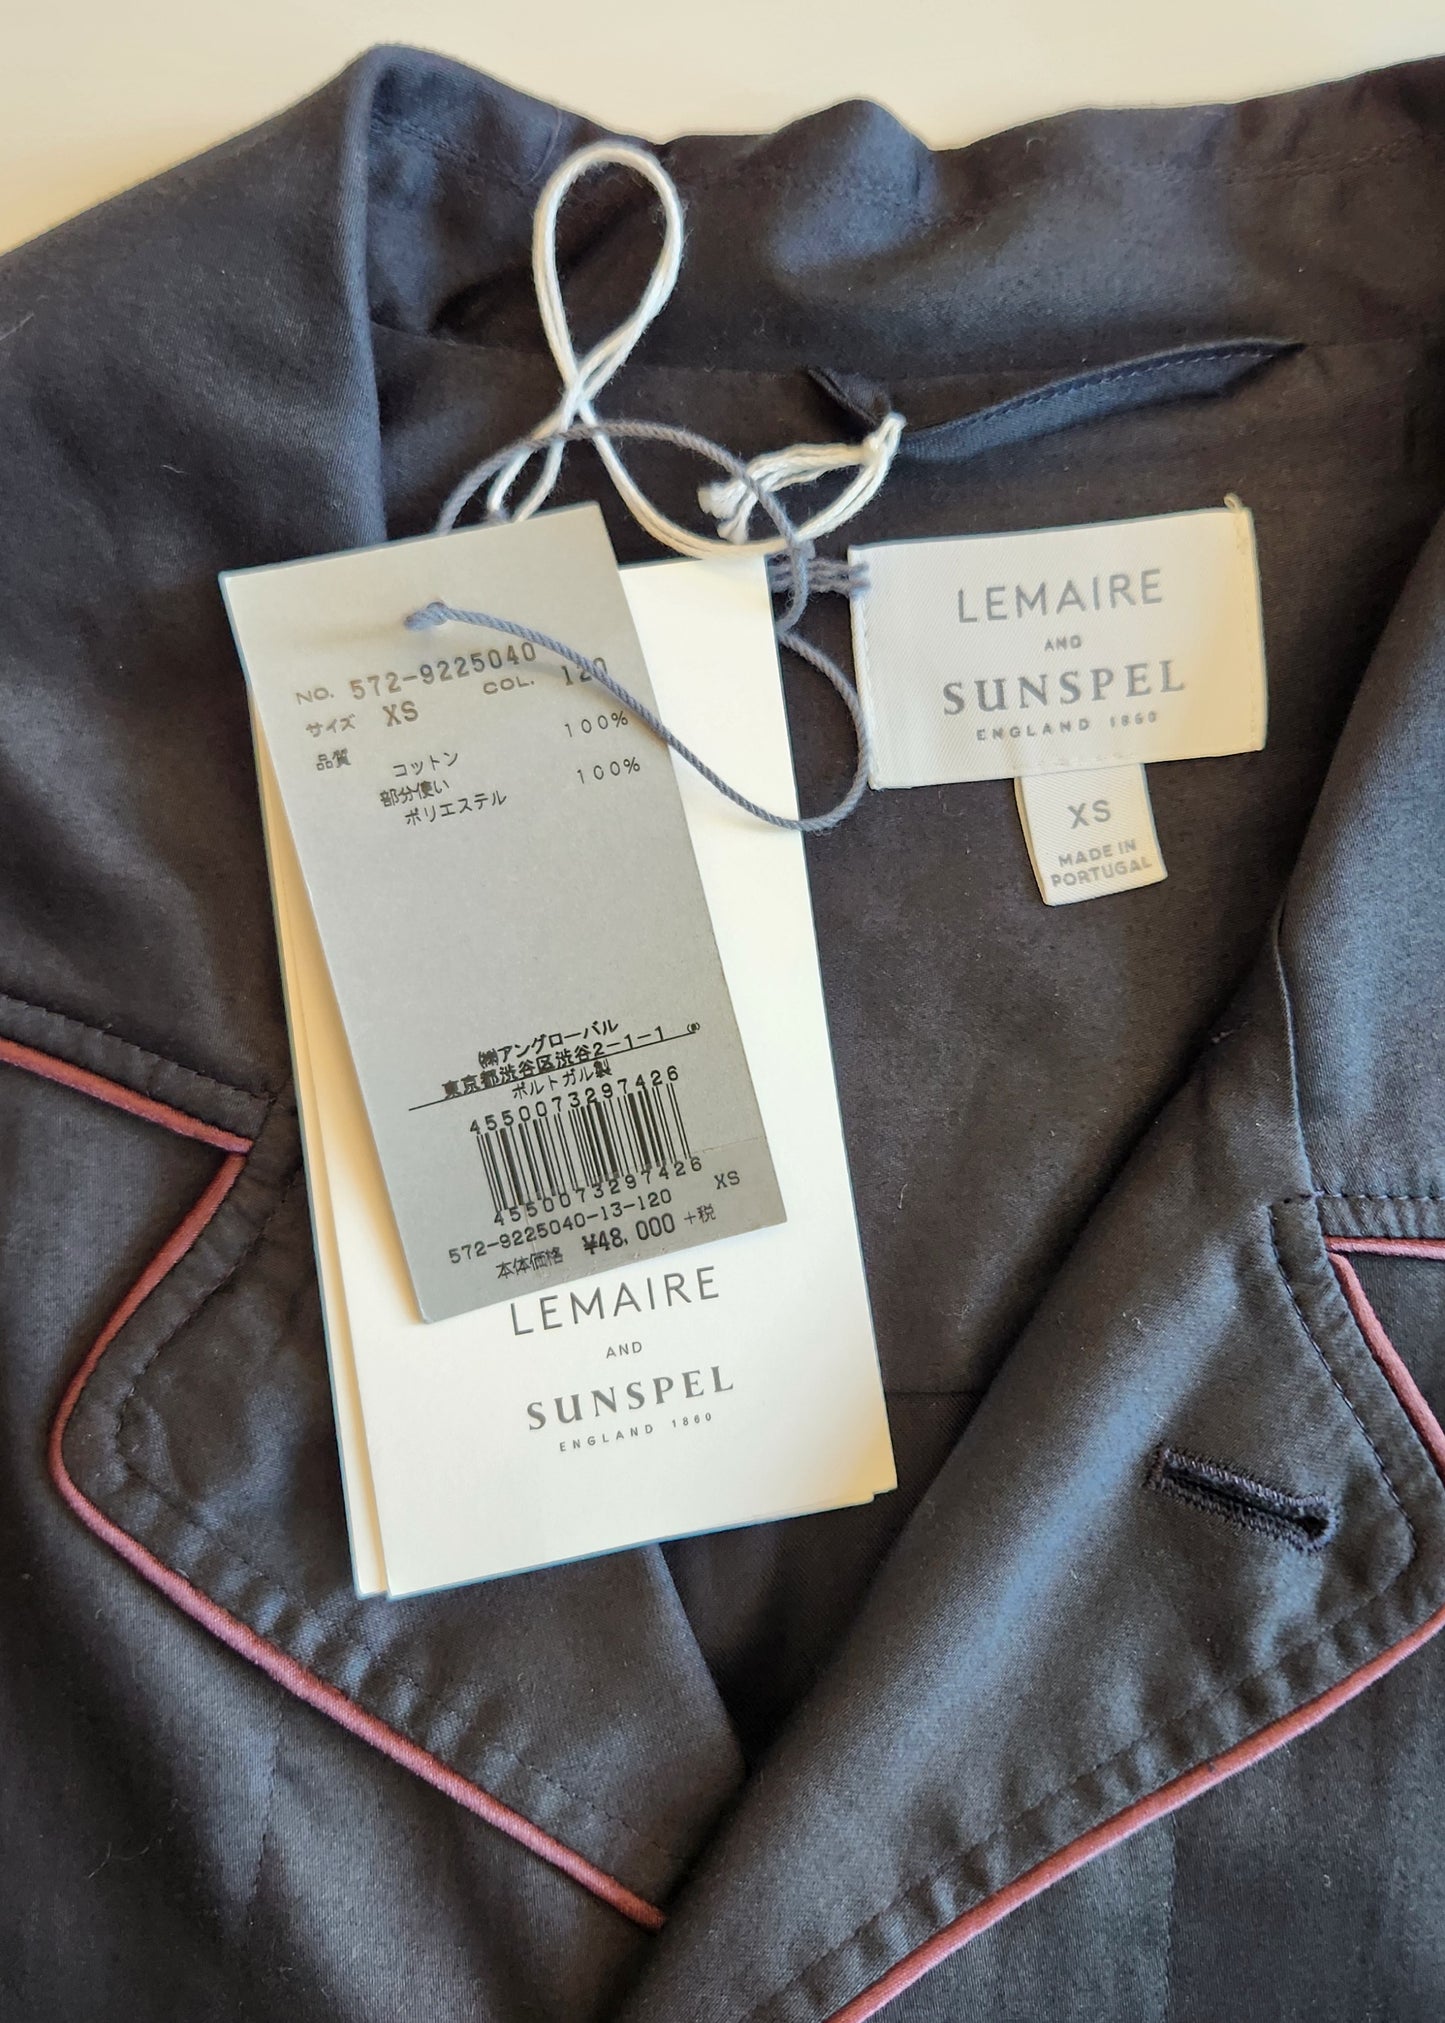 NO. 572-9225040
COL. 120
サイズ XS
品質
コットン 100%
部分使い
ポリエステル 100%
㈱アングローバル
東京都渋谷区渋谷2-1-1
ポルトガル製
4550073297426
4550073297426
572-9225040-13-120 XS
本体価格 ¥48,000 +税
LEMAIRE
AND
SUNSPEL
ENGLAND 1860
LEMAIRE
AND
SUNSPEL
ENGLAND 1860
XS
MADE IN
PORTUGAL